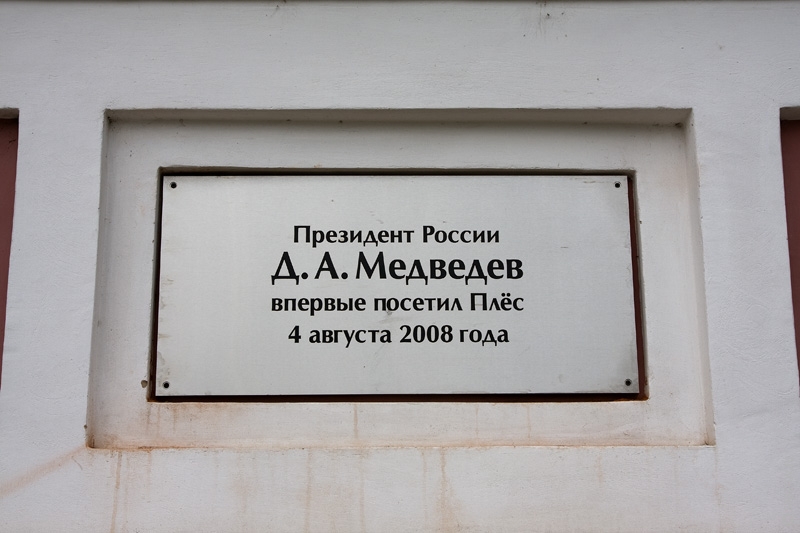 Президент России
Д. А. Медведев
впервые посетил Плёс
4 августа 2008 года